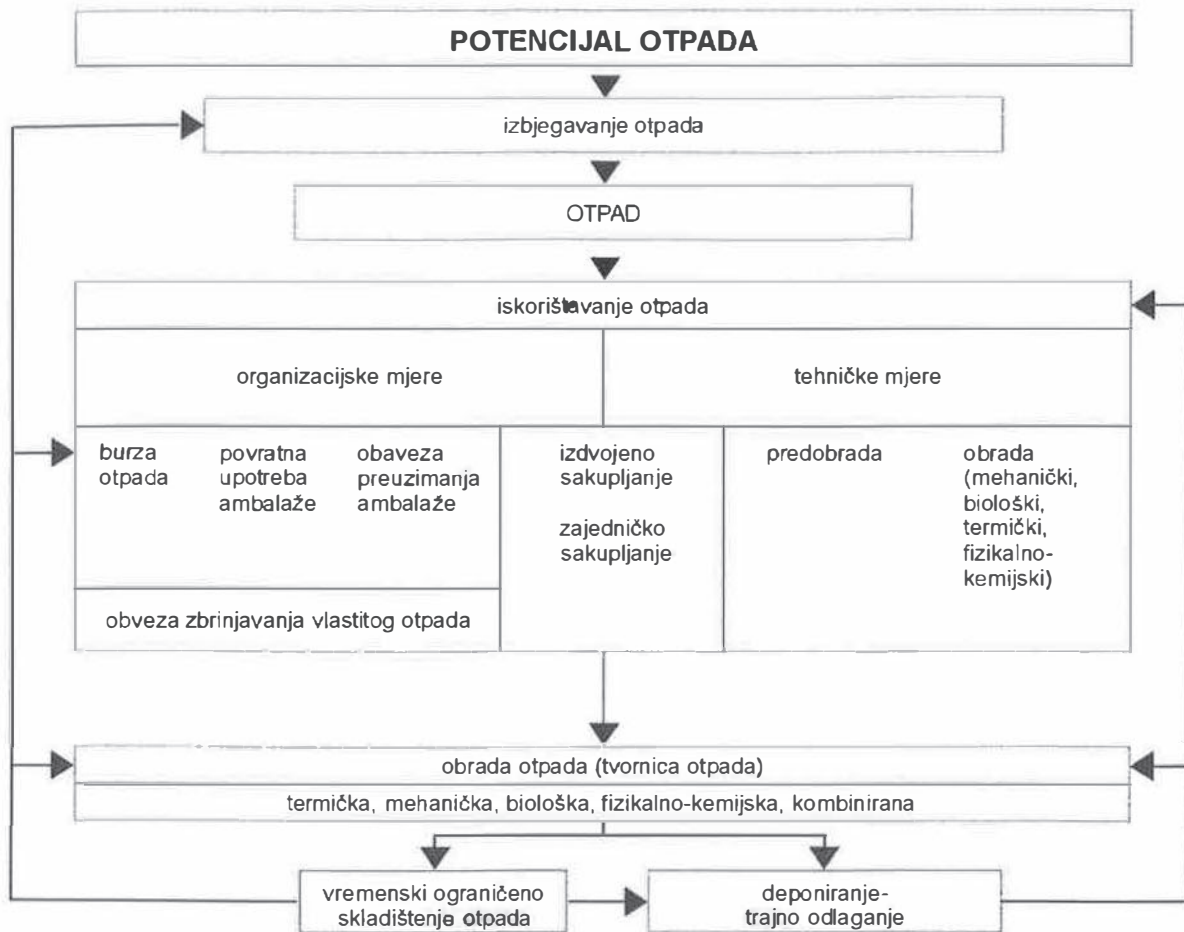 POTENCIJAL OTPADA
izbjegavanje otpada
OTPAD
iskorištavanje otpada
organizacijske mjere
tehničke mjere
burza
otpada
povratna
upotreba
ambalaže
obaveza
preuzimanja
ambalaže
izdvojeno
sakupljanje
zajedničko
sakupljanje
predobrada
obrada
(mehanički,
biološki,
termički,
fizikalno-
kemijski)
obveza zbrinjavanja vlastitog otpada
obrada otpada (tvornica otpada)
termička, mehanička, biološka, fizikalno-kemijska, kombinirana
vremenski ograničeno
skladištenje otpada
deponiranje-
trajno odlaganje